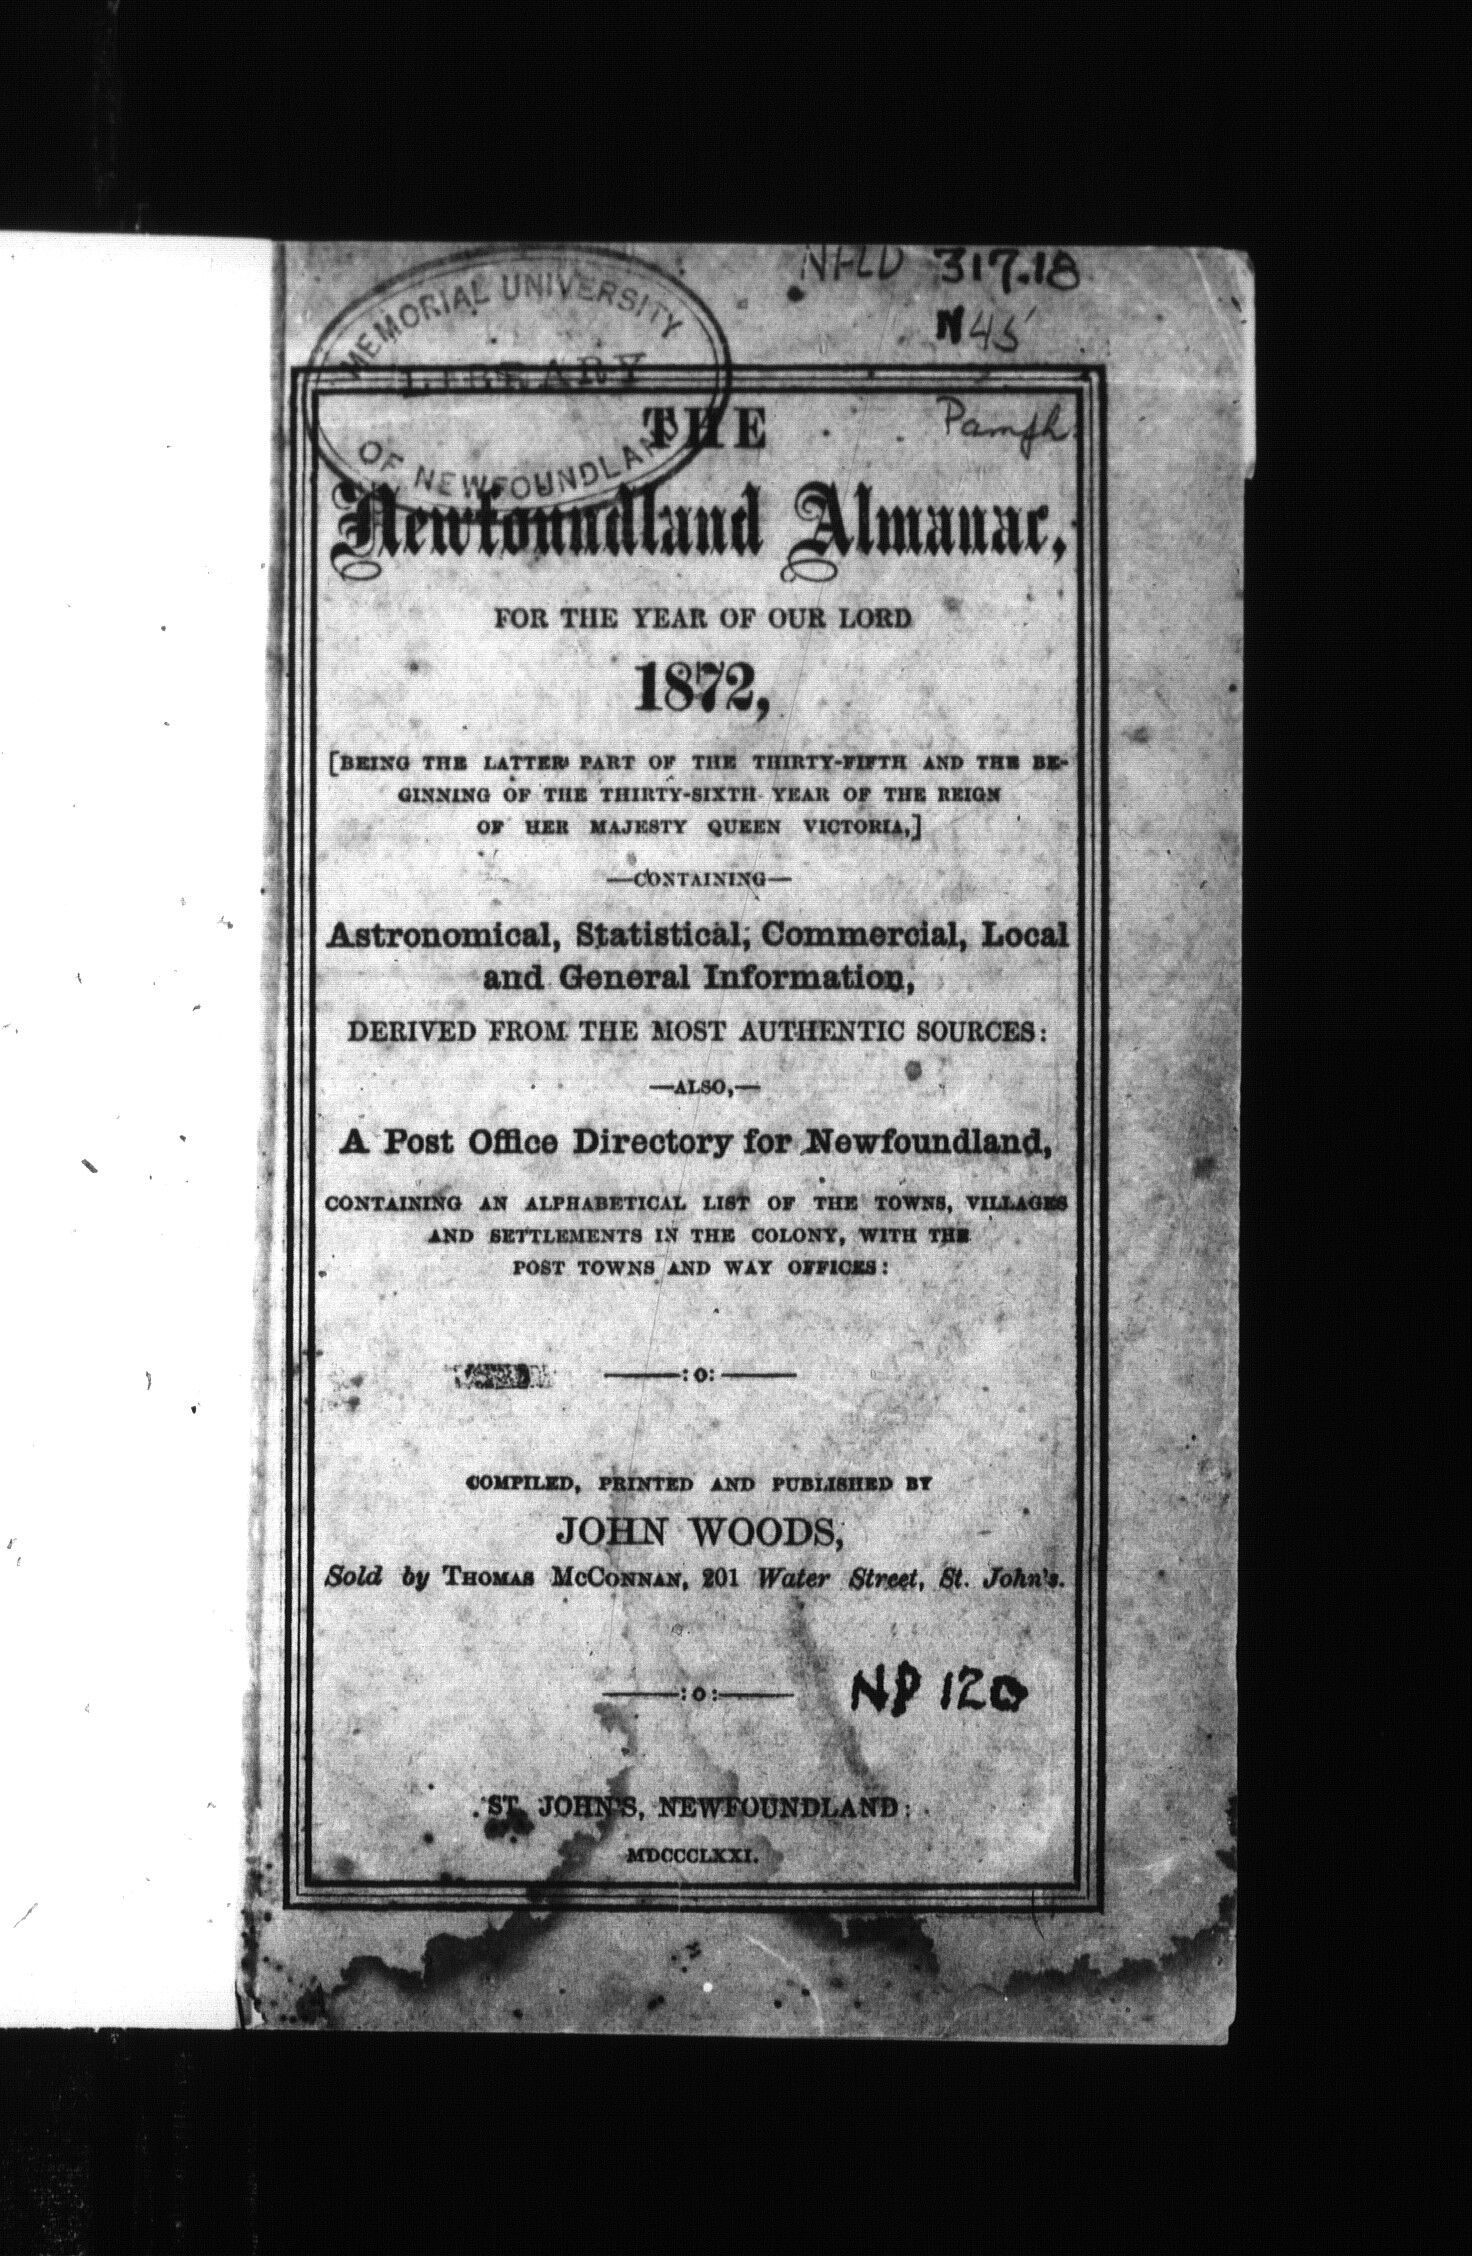 NFLD 317.18
N45
MEMORIAL UNIVERSITY
LIBRARY
OF NEWFOUNDLAND
Pamph.
THE
Newfoundland Almanac,
FOR THE YEAR OF OUR LORD
1872,
[BEING THE LATTER PART OF THE THIRTY-FIFTH AND THE BE-
GINNING OF THE THIRTY-SIXTH YEAR OF THE REIGN
OF HER MAJESTY QUEEN VICTORIA,]
—CONTAINING—
Astronomical, Statistical, Commercial, Local
and General Information,
DERIVED FROM THE MOST AUTHENTIC SOURCES:
—ALSO,—
A Post Office Directory for Newfoundland,
CONTAINING AN ALPHABETICAL LIST OF THE TOWNS, VILLAGES
AND SETTLEMENTS IN THE COLONY, WITH THE
POST TOWNS AND WAY OFFICES:
——:o:——
COMPILED, PRINTED AND PUBLISHED BY
JOHN WOODS,
Sold by THOMAS MCCONNAN, 201 Water Street, St. John's.
——:o:——
NP 120
ST. JOHN'S, NEWFOUNDLAND:
MDCCCLXXI.